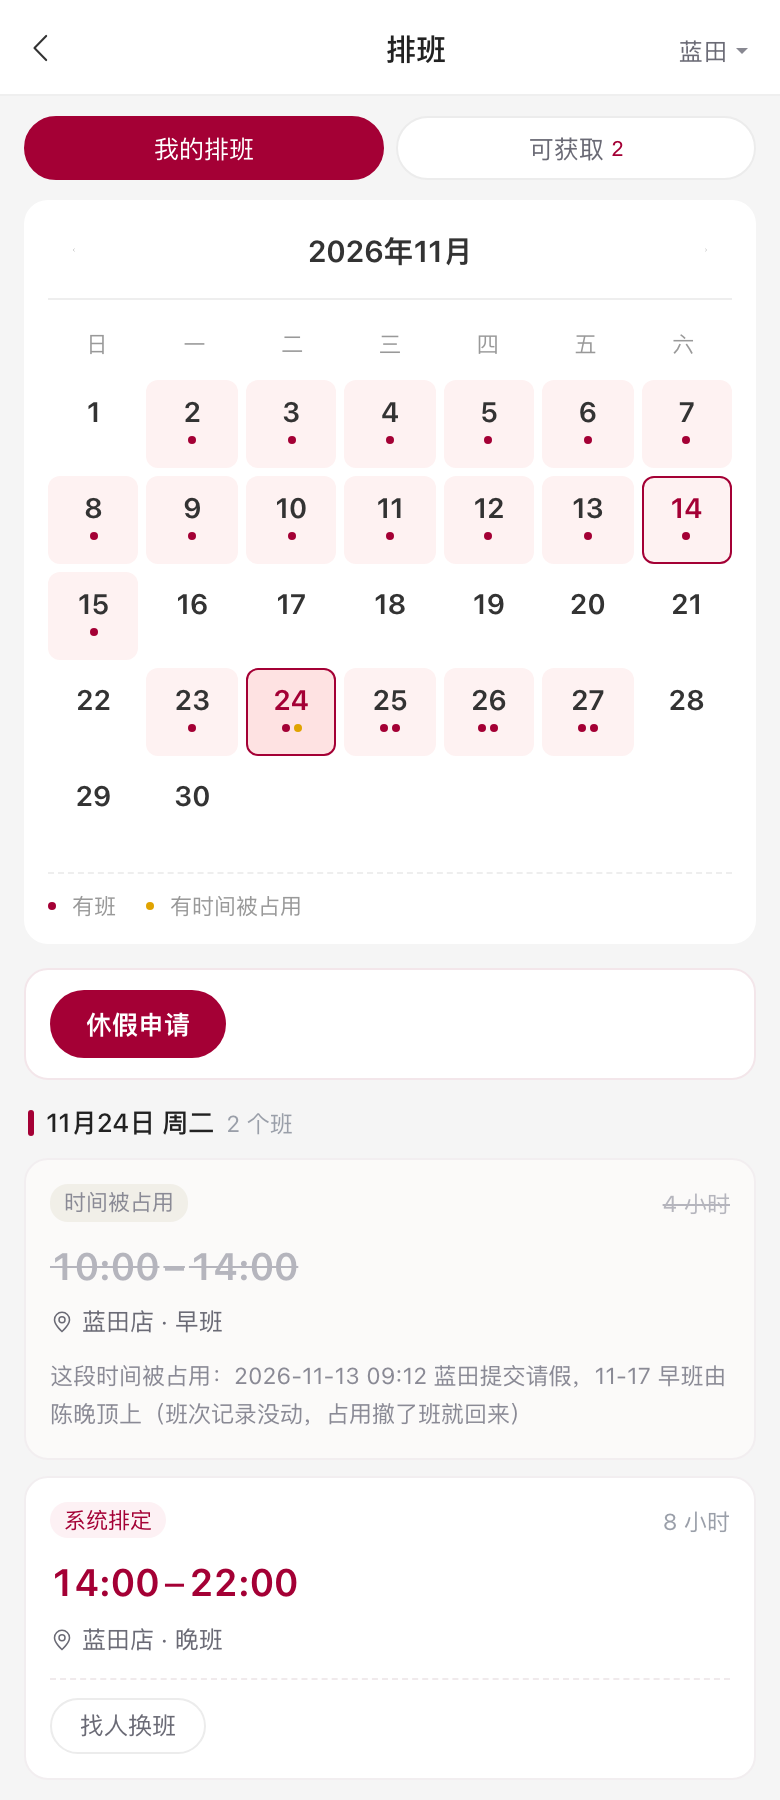 排班
蓝田
我的排班
可获取 2
2026年11月
日 一 二 三 四 五 六
1 2 3 4 5 6 7
8 9 10 11 12 13 14
15 16 17 18 19 20 21
22 23 24 25 26 27 28
29 30
有班 有时间被占用
休假申请
11月24日 周二 2 个班
时间被占用 4 小时
10:00–14:00
蓝田店 · 早班
这段时间被占用：2026-11-13 09:12 蓝田提交请假，11-17 早班由
陈晚顶上（班次记录没动，占用撤了班就回来）
系统排定 8 小时
14:00–22:00
蓝田店 · 晚班
找人换班